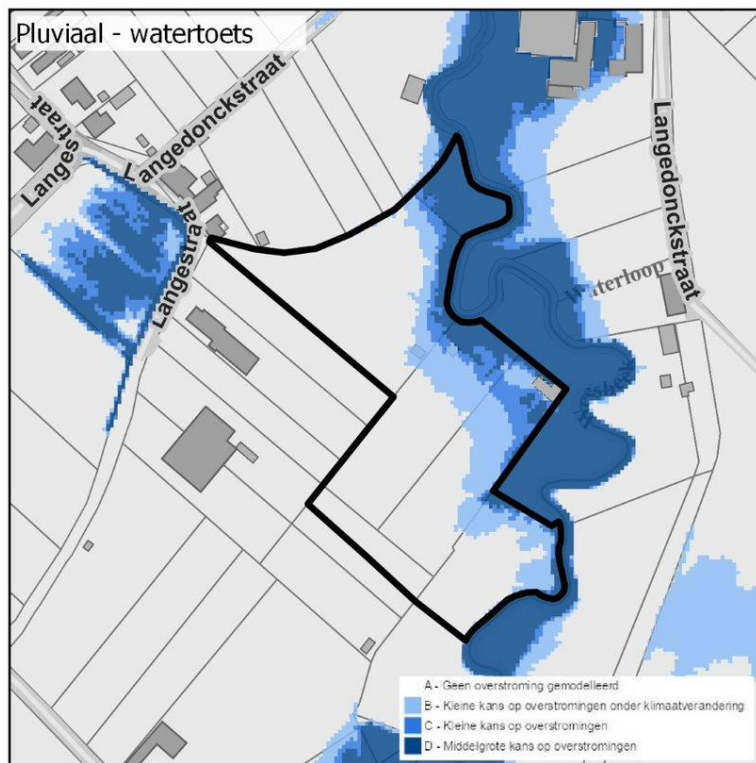 Pluviaal - watertoets
Langestraat
Langedonckstraat
Langestraat
Langedonckstraat
Waterloop
A - Geen overstroming gemodelleerd
B - Kleine kans op overstromingen onder klimaatverandering
C - Kleine kans op overstromingen
D - Middelgrote kans op overstromingen